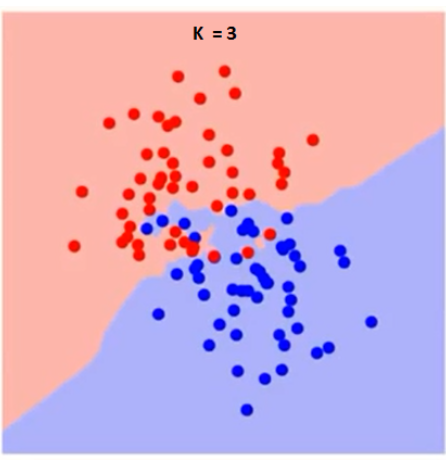 K = 3